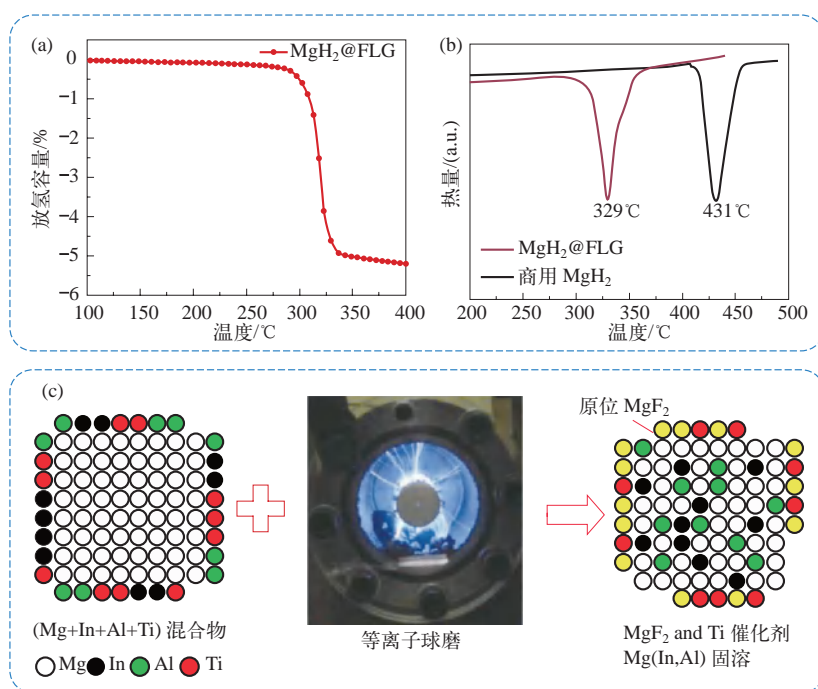 (a)
MgH₂@FLG
0
−1
−2
−3
−4
−5
−6
放氢容量/%
100 150 200 250 300 350 400
温度/℃
(b)
热量/(a.u.)
329℃
431℃
MgH₂@FLG
商用 MgH₂
200 250 300 350 400 450 500
温度/℃
(c)
原位 MgF₂
(Mg+In+Al+Ti) 混合物
Mg In Al Ti
等离子球磨
MgF₂ and Ti 催化剂
Mg(In,Al) 固溶